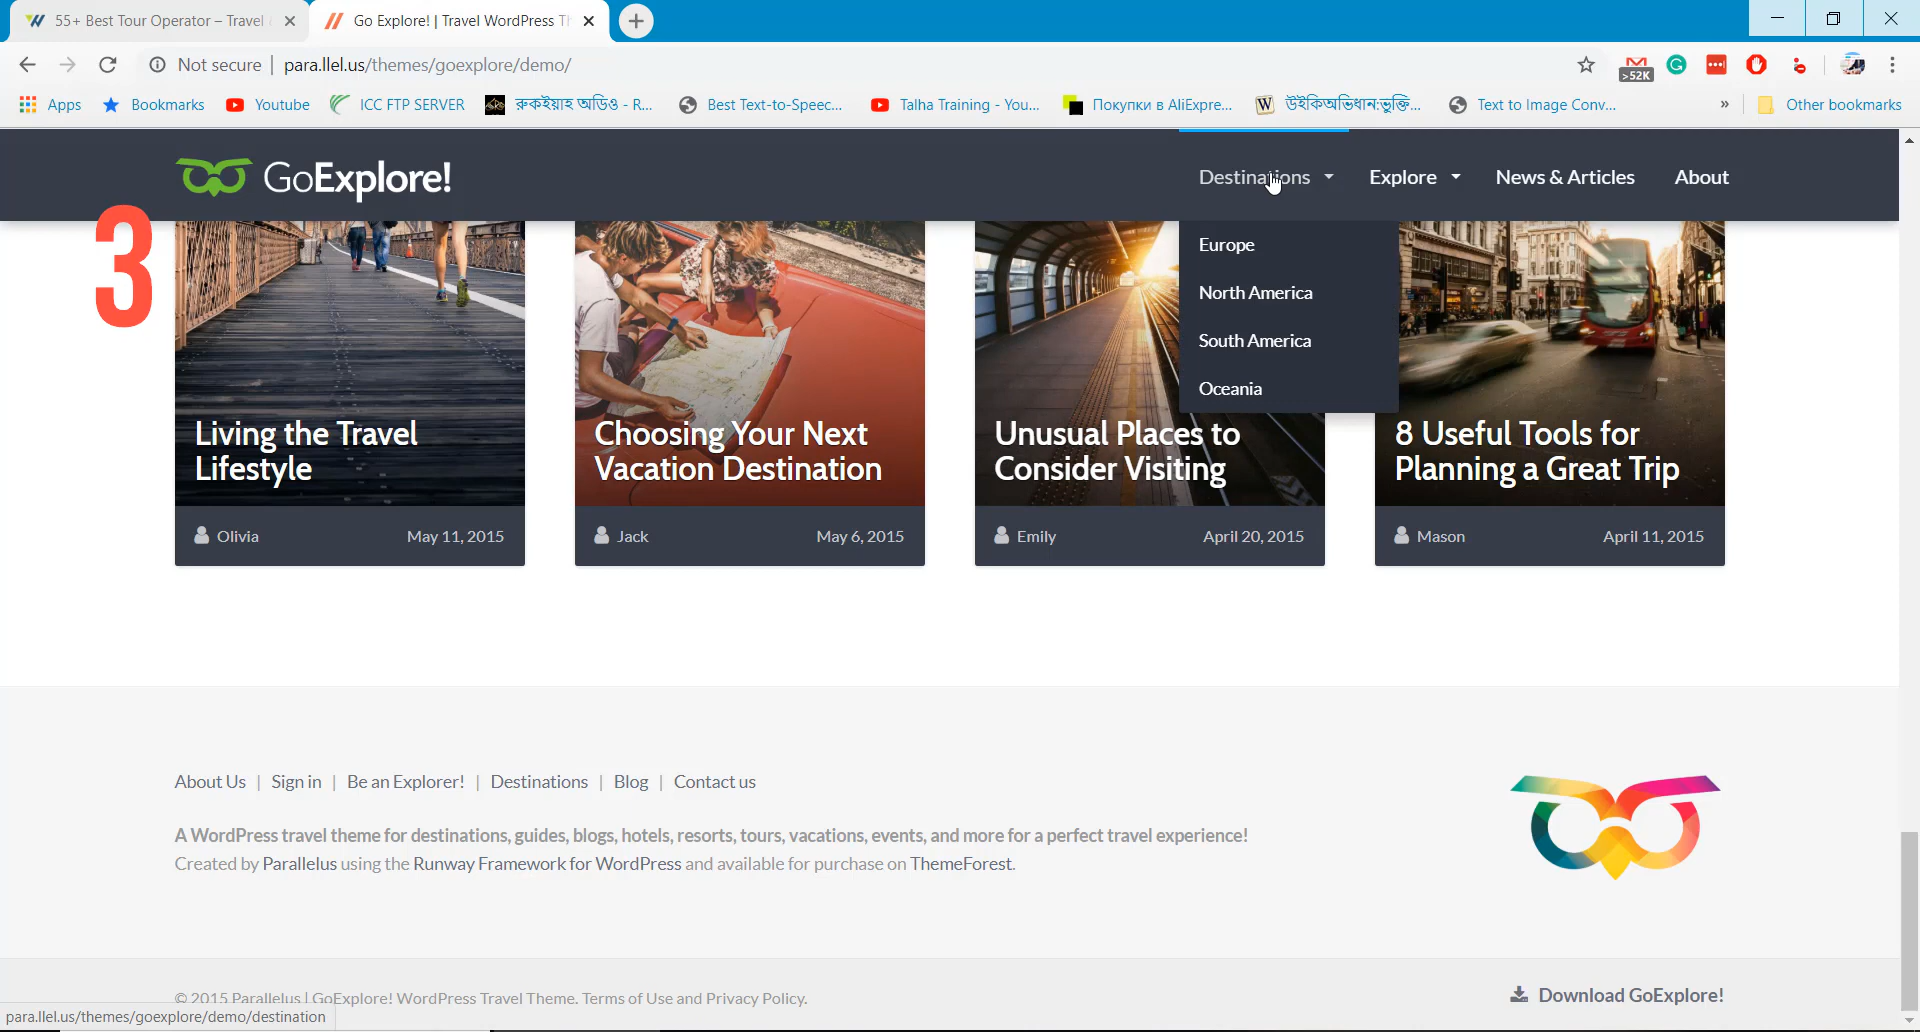 55+ Best Tour Operator – Travel
Go Explore! | Travel WordPress Th
Not secure | para.llel.us/themes/goexplore/demo/
>52K
Apps
Bookmarks
Youtube
ICC FTP SERVER
রুকইয়াহ অডিও - R...
Best Text-to-Speec...
Talha Training - You...
Покупки в AliExpre...
W উইকিঅভিধান:ভুক্তি...
Text to Image Conv...
»
Other bookmarks
GoExplore!
Destinations
Explore
News & Articles
About
3
Europe
North America
South America
Oceania
Living the Travel
Lifestyle
Olivia
May 11, 2015
Choosing Your Next
Vacation Destination
Jack
May 6, 2015
Unusual Places to
Consider Visiting
Emily
April 20, 2015
8 Useful Tools for
Planning a Great Trip
Mason
April 11, 2015
About Us | Sign in | Be an Explorer! | Destinations | Blog | Contact us
A WordPress travel theme for destinations, guides, blogs, hotels, resorts, tours, vacations, events, and more for a perfect travel experience!
Created by Parallelus using the Runway Framework for WordPress and available for purchase on ThemeForest.
© 2015 Parallelus | GoExplore! WordPress Travel Theme. Terms of Use and Privacy Policy.
Download GoExplore!
para.llel.us/themes/goexplore/demo/destination